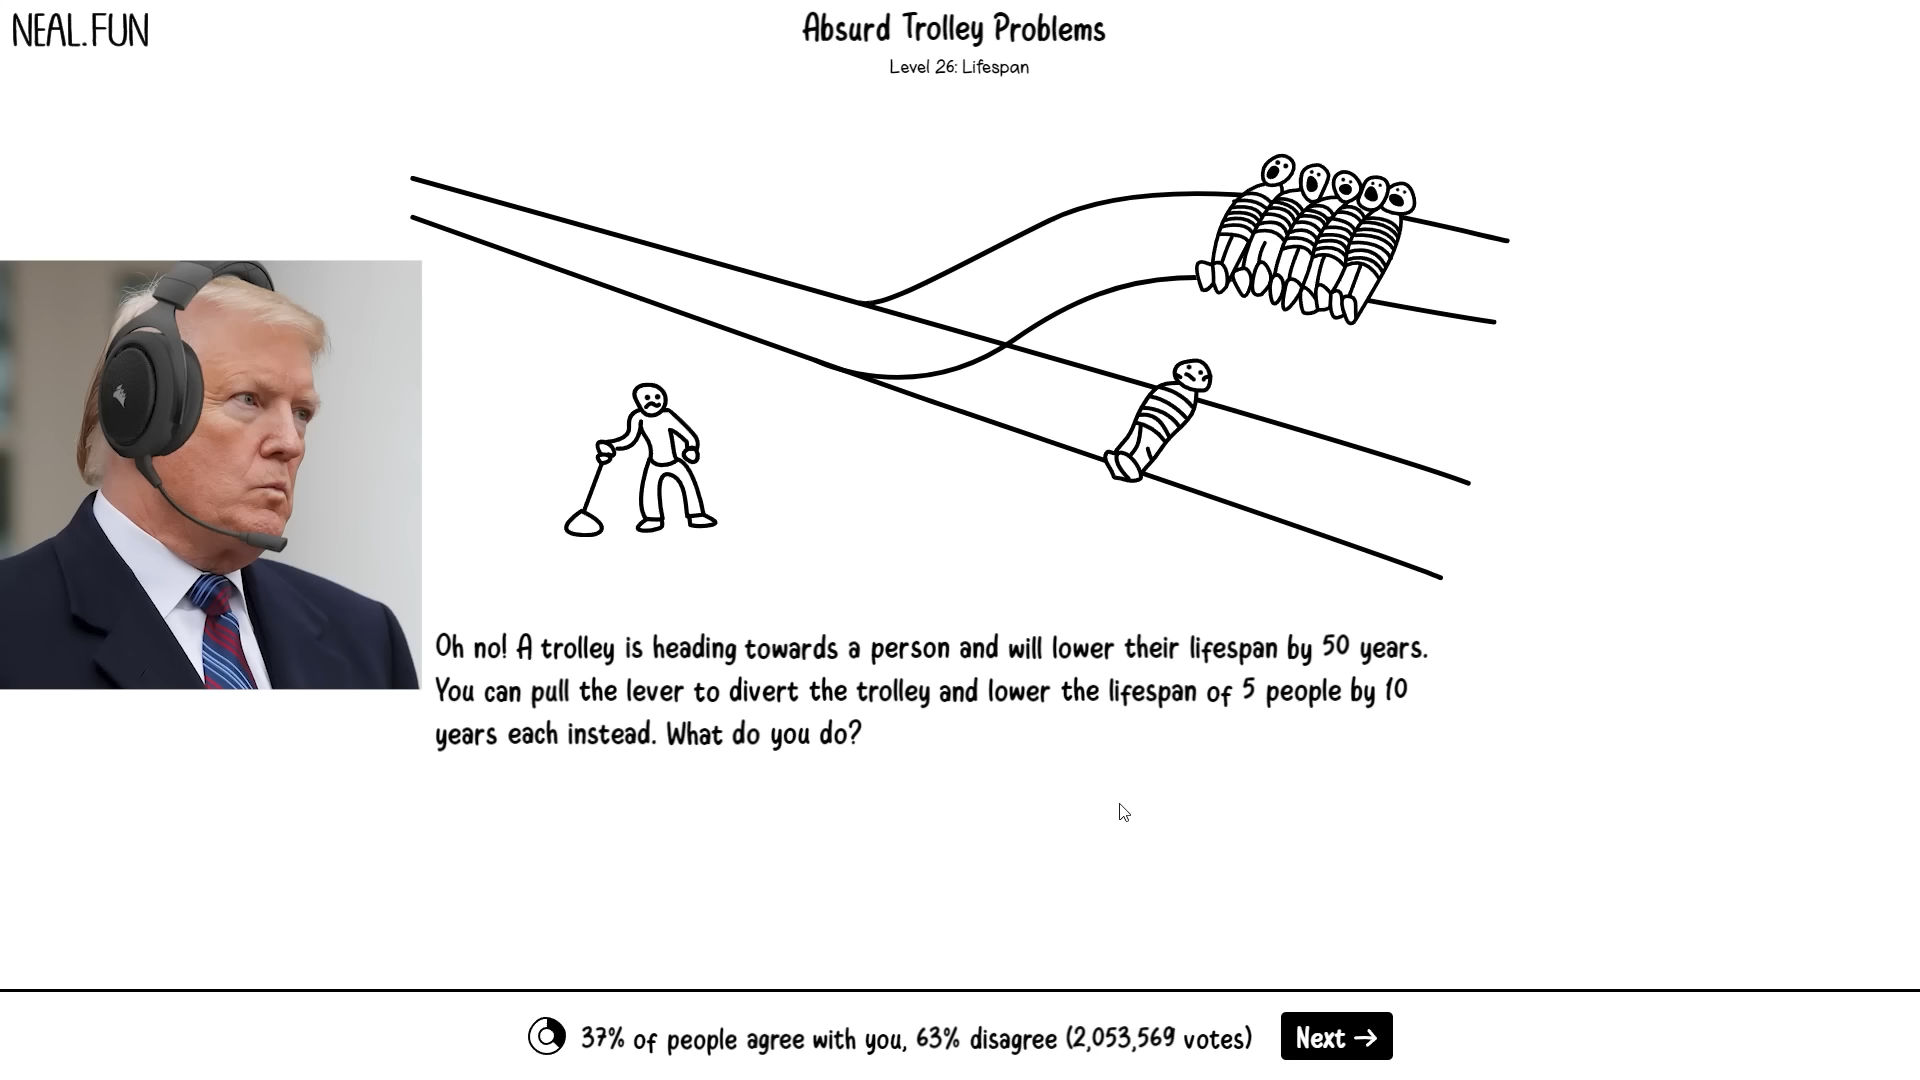 NEAL.FUN
Absurd Trolley Problems
Level 26: Lifespan
Oh no! A trolley is heading towards a person and will lower their lifespan by 50 years.
You can pull the lever to divert the trolley and lower the lifespan of 5 people by 10
years each instead. What do you do?
37% of people agree with you, 63% disagree (2,053,569 votes)
Next →